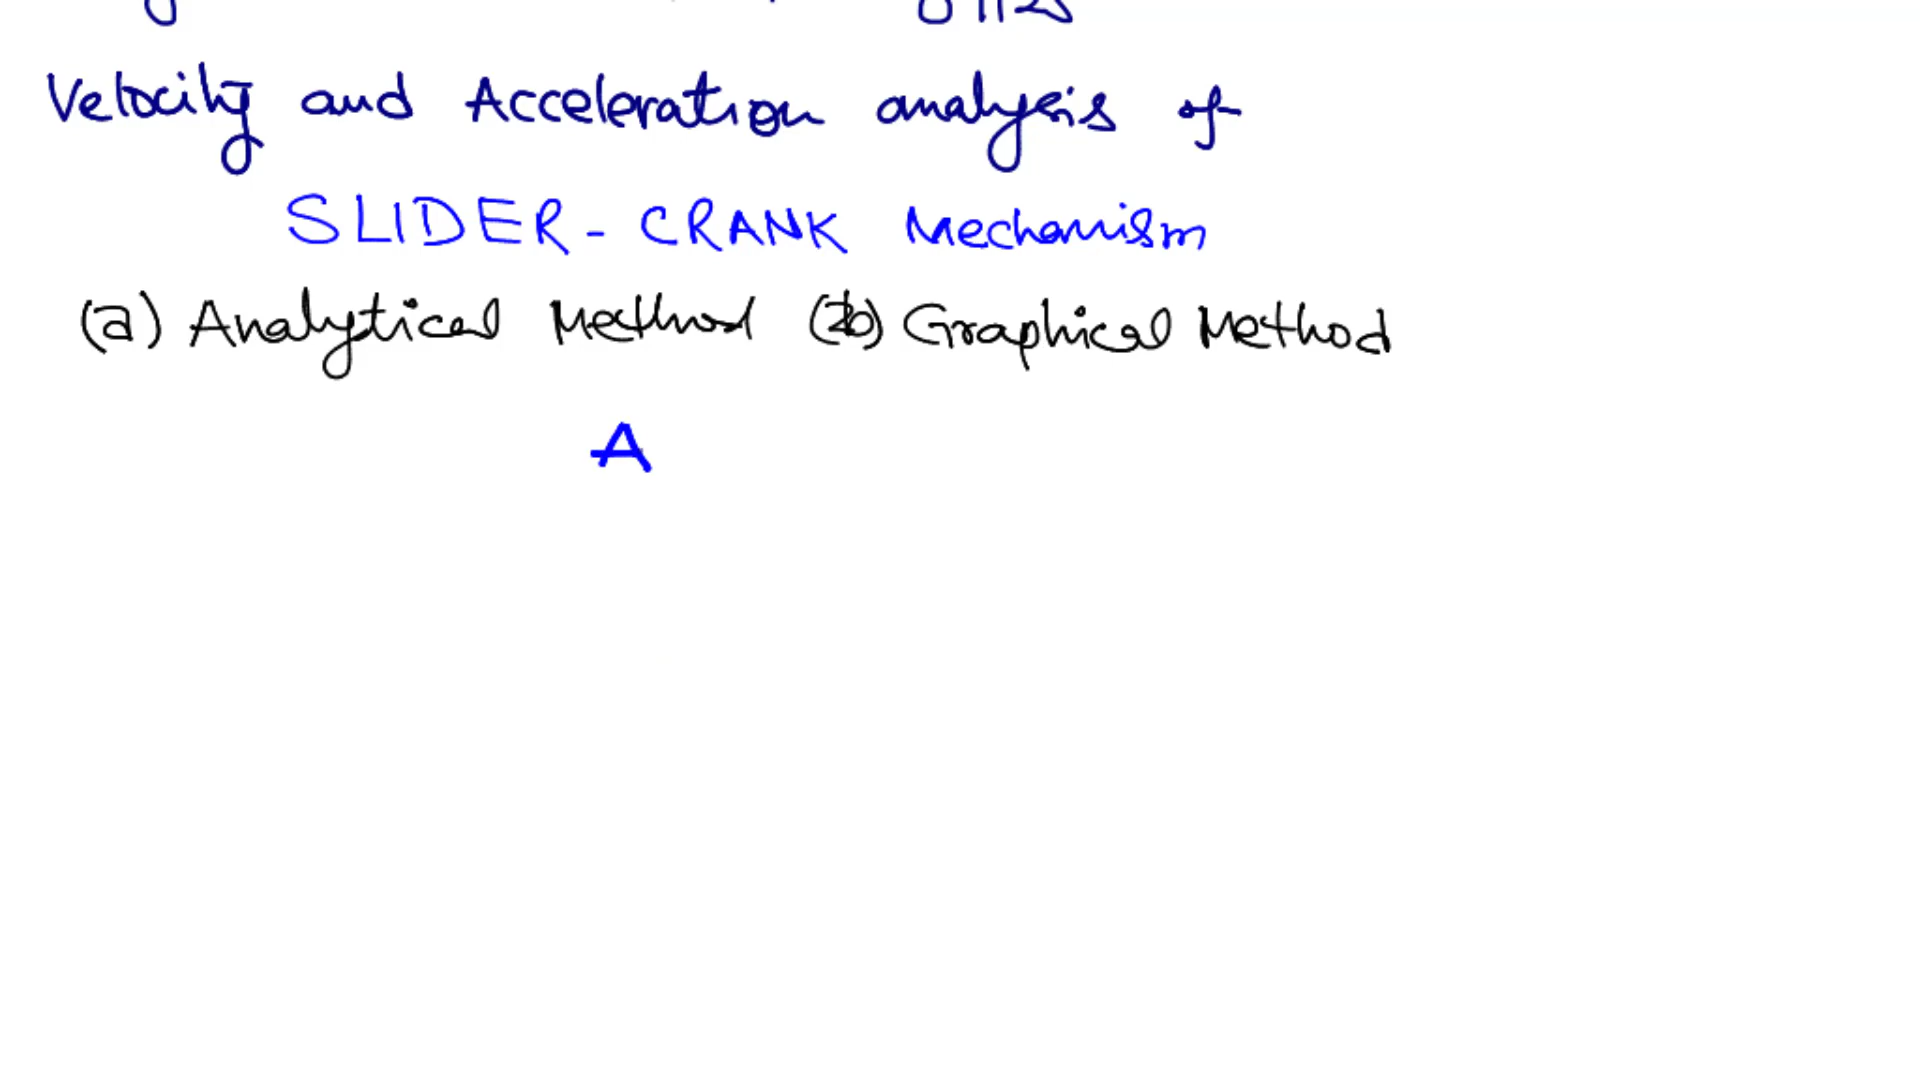 Velocity and Acceleration analysis of
SLIDER - CRANK Mechanism
(a) Analytical Method (b) Graphical Method
A